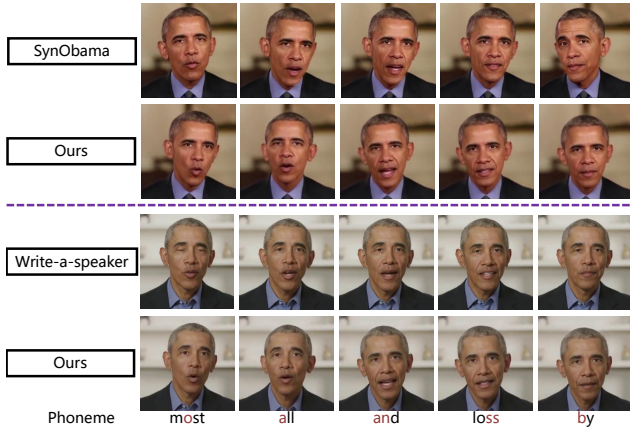 SynObama
Ours
Write-a-speaker
Ours
Phoneme most all and loss by